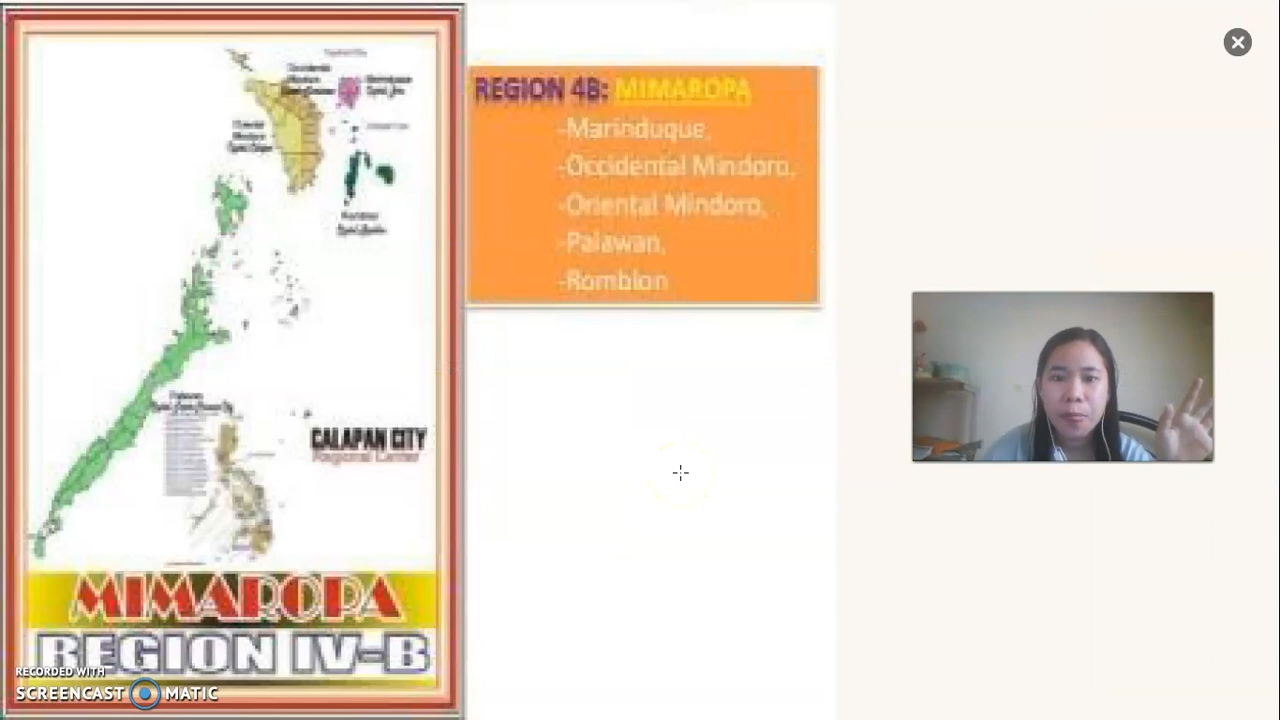 REGION 4B: MIMAROPA
-Marinduque,
-Occidental Mindoro,
-Oriental Mindoro,
-Palawan,
-Romblon
CALAPAN CITY
Regional Center
MIMAROPA
REGION IV-B
RECORDED WITH
SCREENCAST MATIC